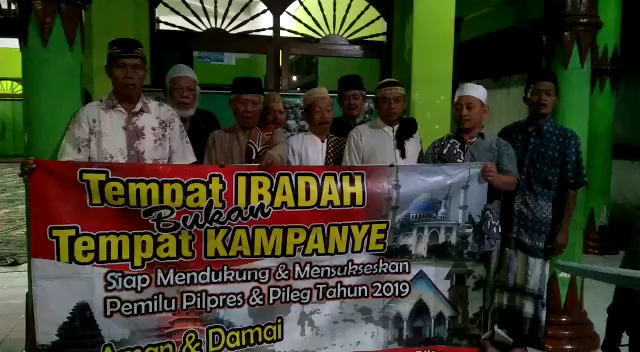 Tempat IBADAH
Bukan
Tempat KAMPANYE
Siap Mendukung & Mensukseskan
Pemilu Pilpres & Pileg Tahun 2019
Aman & Damai